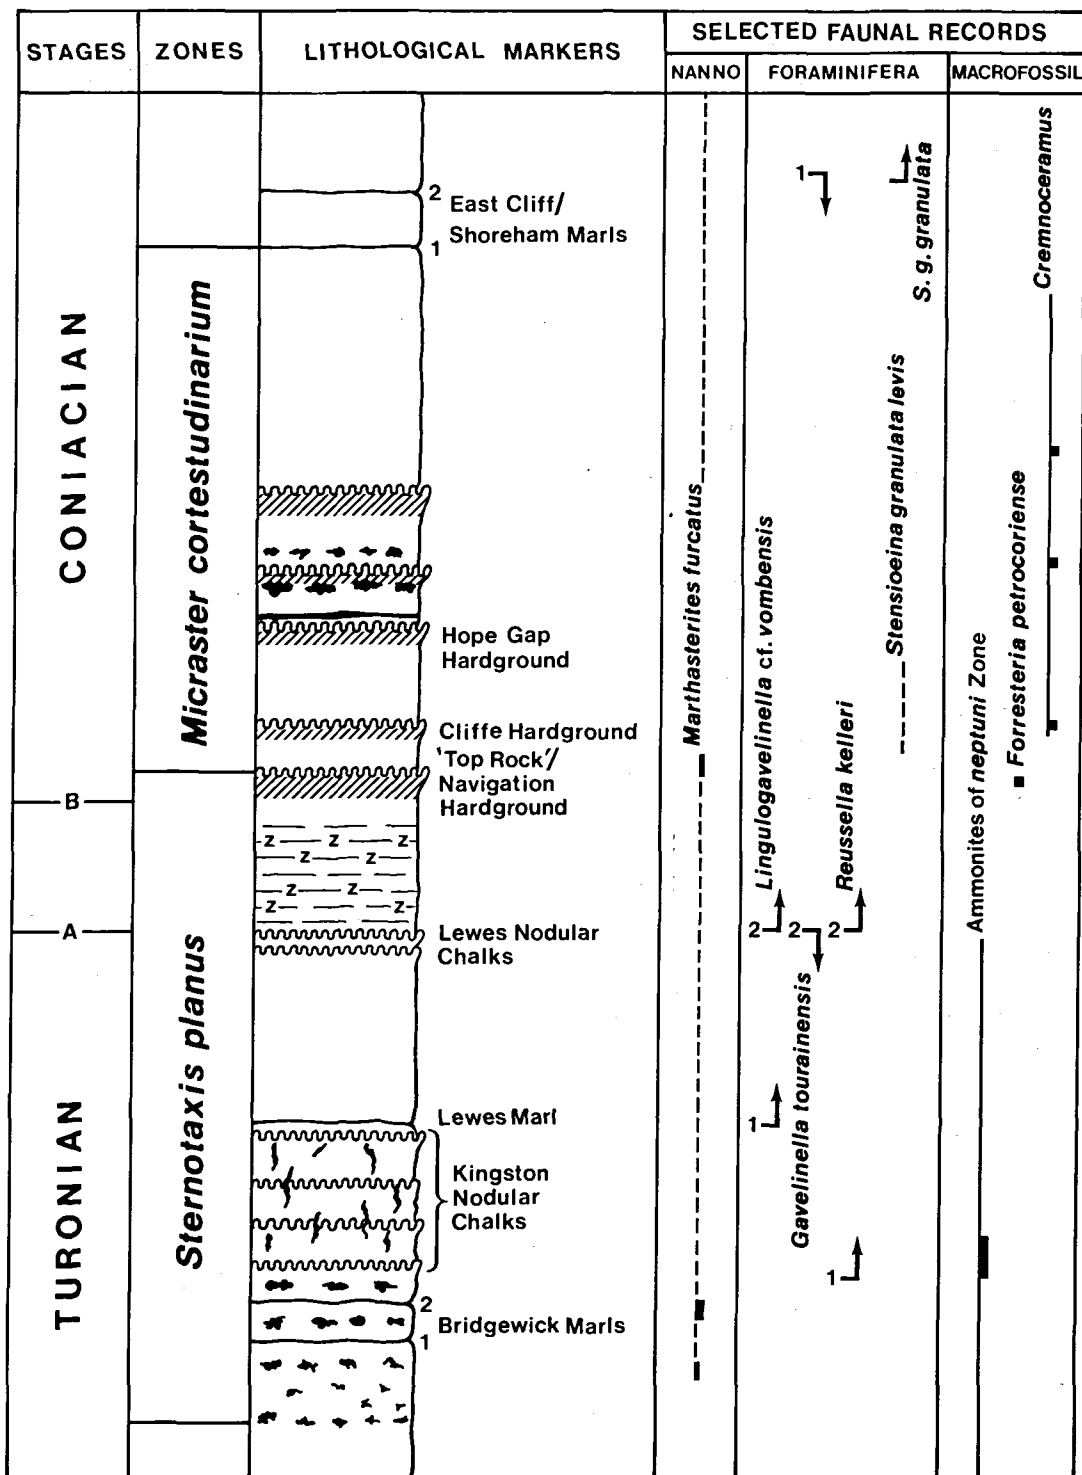 STAGES
ZONES
LITHOLOGICAL MARKERS
SELECTED FAUNAL RECORDS
NANNO
FORAMINIFERA
MACROFOSSIL
CONIACIAN
B
A
TURONIAN
Micraster cortestudinarium
Sternotaxis planus
2
East Cliff/
Shoreham Marls
1
Hope Gap
Hardground
Cliffe Hardground
'Top Rock'/
Navigation
Hardground
z z z
z z
z z
z z
Lewes Nodular
Chalks
Lewes Marl
Kingston
Nodular
Chalks
2
Bridgewick Marls
1
Marthasterites furcatus
Lingulogavelinella cf. vombensis
2
1
Gavelinella tourainensis
1
2
Reussella kelleri
2
1
Stensioeina granulata levis
S. g. granulata
Ammonites of neptuni Zone
Forresteria petrocoriense
Cremnoceramus